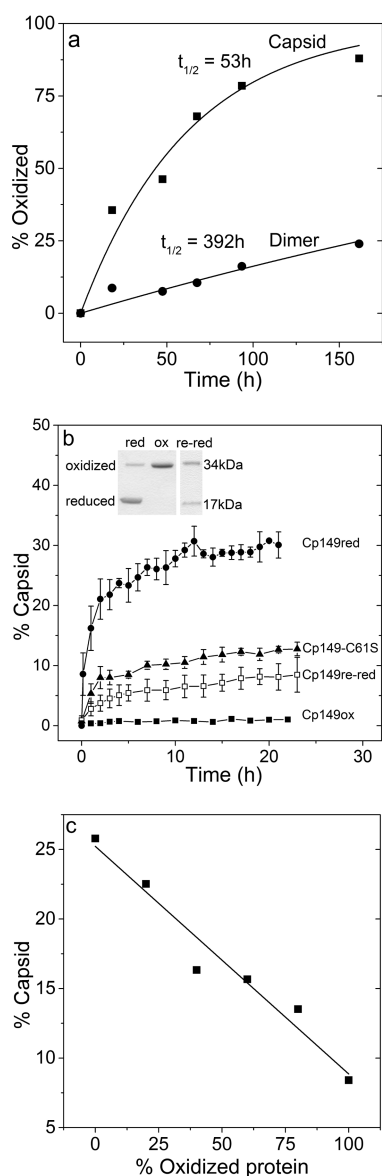 a
100
75
50
25
0
% Oxidized
Capsid
t1/2 = 53h
t1/2 = 392h
Dimer
0 50 100 150
Time (h)
b
50
40
30
20
10
0
% Capsid
red ox re-red
oxidized 34kDa
reduced 17kDa
Cp149red
Cp149-C61S
Cp149re-red
Cp149ox
0 10 20 30
Time (h)
c
25
20
15
10
5
% Capsid
0 25 50 75 100
% Oxidized protein